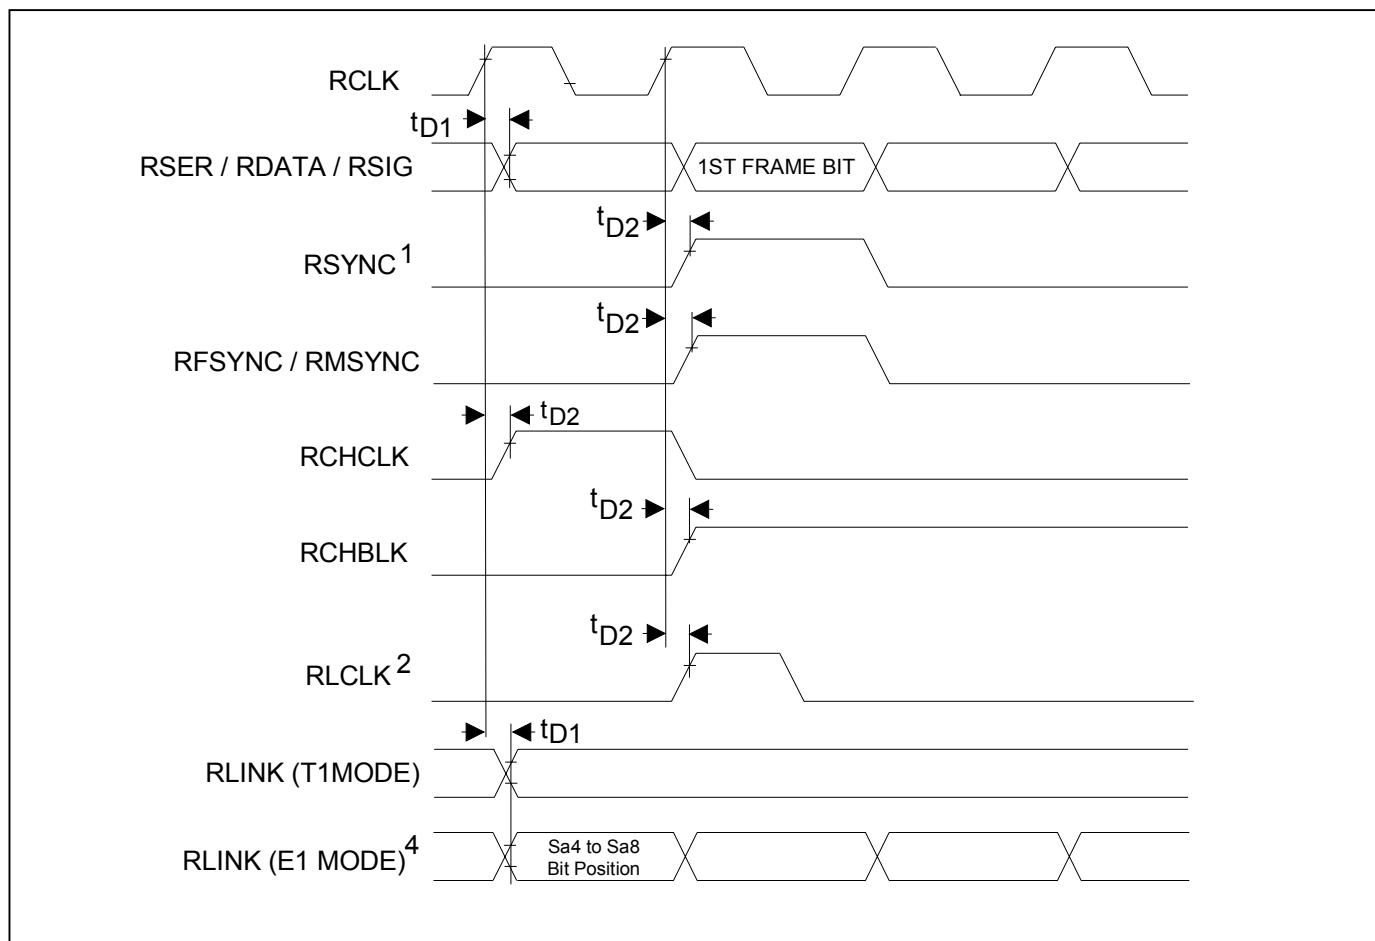 RCLK
tD1
RSER / RDATA / RSIG
1ST FRAME BIT
tD2
RSYNC1
tD2
RFSYNC / RMSYNC
tD2
RCHCLK
tD2
RCHBLK
tD2
RLCLK2
tD1
RLINK (T1MODE)
RLINK (E1 MODE)4
Sa4 to Sa8
Bit Position